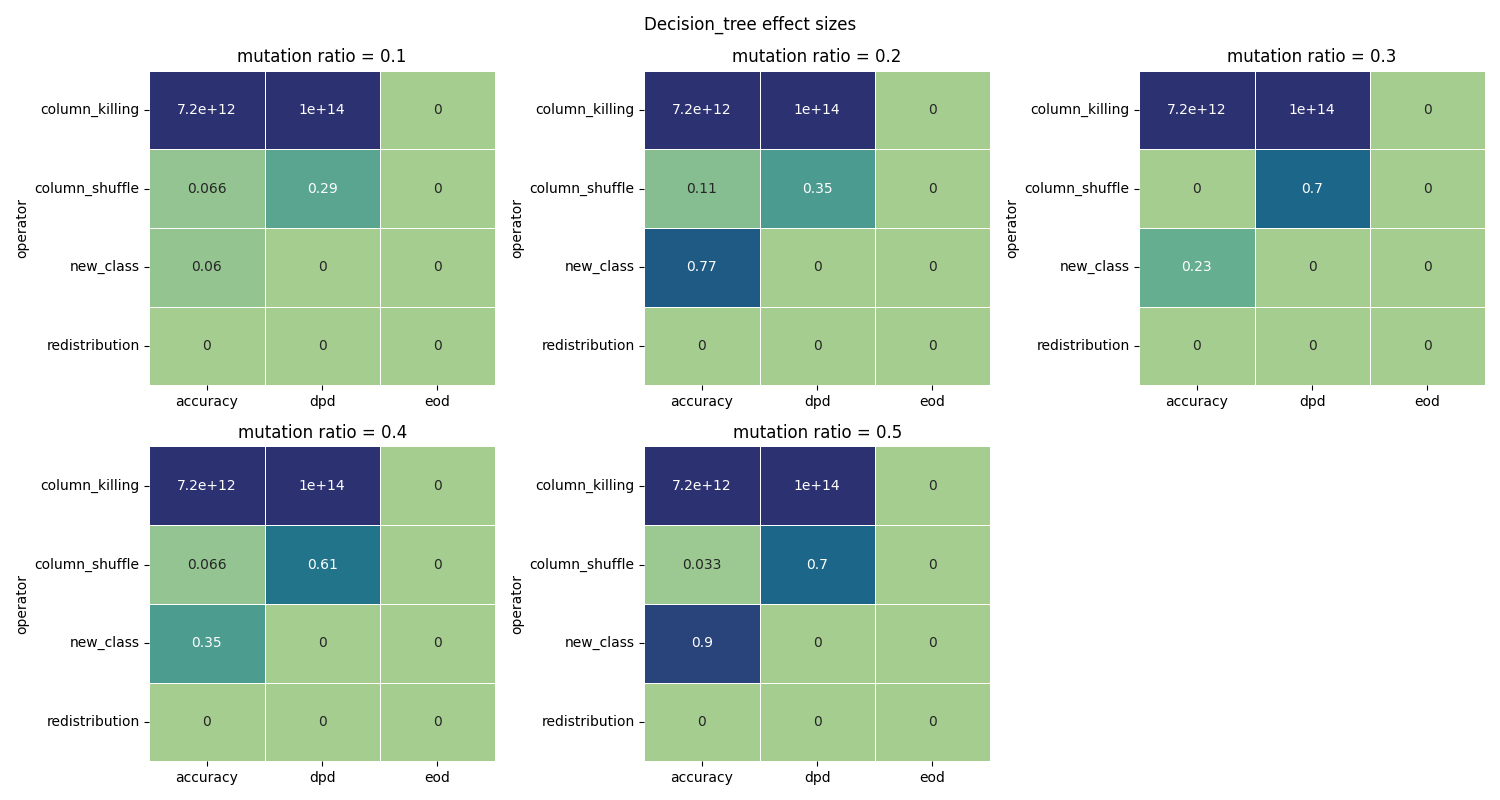 Decision_tree effect sizes
mutation ratio = 0.1
operator
column_killing 7.2e+12 1e+14 0
column_shuffle 0.066 0.29 0
new_class 0.06 0 0
redistribution 0 0 0
accuracy dpd eod
mutation ratio = 0.2
operator
column_killing 7.2e+12 1e+14 0
column_shuffle 0.11 0.35 0
new_class 0.77 0 0
redistribution 0 0 0
accuracy dpd eod
mutation ratio = 0.3
operator
column_killing 7.2e+12 1e+14 0
column_shuffle 0 0.7 0
new_class 0.23 0 0
redistribution 0 0 0
accuracy dpd eod
mutation ratio = 0.4
operator
column_killing 7.2e+12 1e+14 0
column_shuffle 0.066 0.61 0
new_class 0.35 0 0
redistribution 0 0 0
accuracy dpd eod
mutation ratio = 0.5
operator
column_killing 7.2e+12 1e+14 0
column_shuffle 0.033 0.7 0
new_class 0.9 0 0
redistribution 0 0 0
accuracy dpd eod